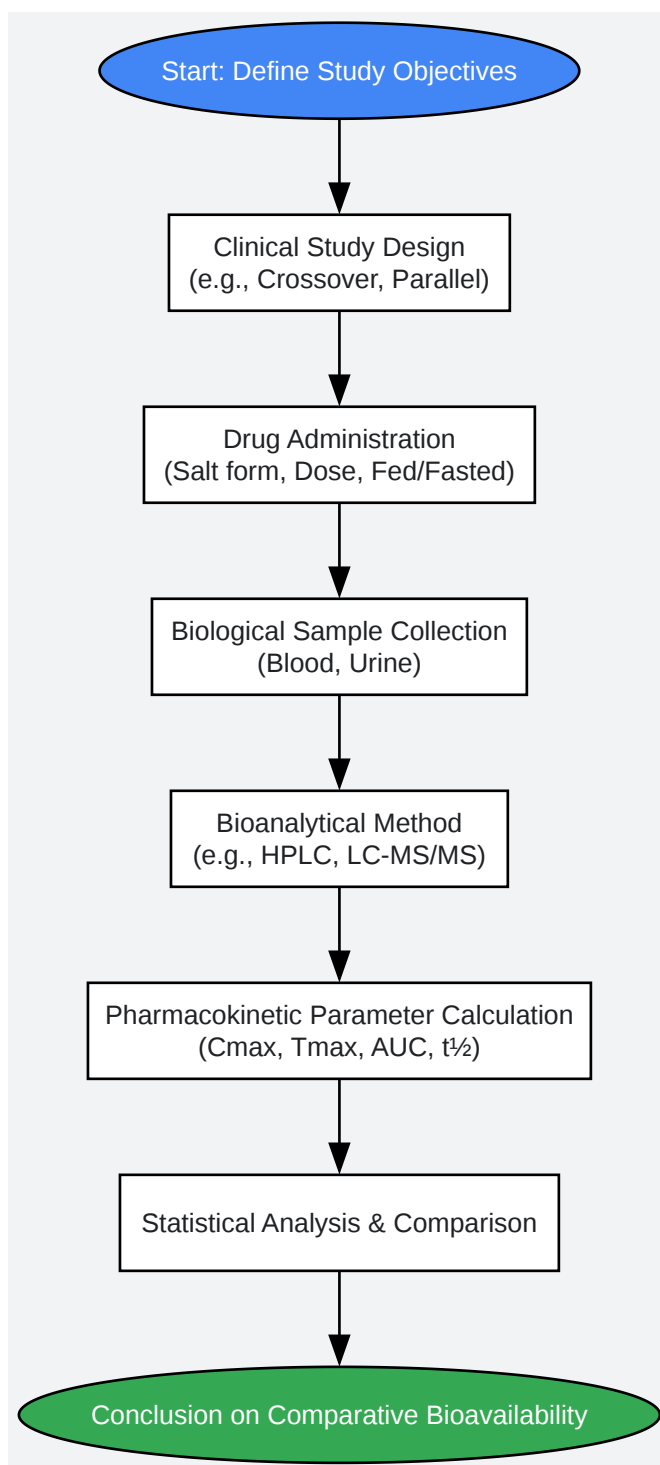 Start: Define Study Objectives
Clinical Study Design
(e.g., Crossover, Parallel)
Drug Administration
(Salt form, Dose, Fed/Fasted)
Biological Sample Collection
(Blood, Urine)
Bioanalytical Method
(e.g., HPLC, LC-MS/MS)
Pharmacokinetic Parameter Calculation
(Cmax, Tmax, AUC, t½)
Statistical Analysis & Comparison
Conclusion on Comparative Bioavailability